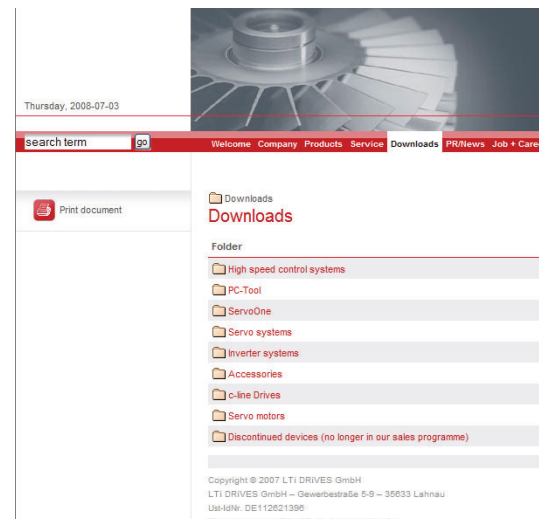 Thursday, 2008-07-03
search term go
Welcome Company Products Service Downloads PR/News Job + Care
Print document
Downloads
Downloads
Folder
High speed control systems
PC-Tool
ServoOne
Servo systems
Inverter systems
Accessories
c-line Drives
Servo motors
Discontinued devices (no longer in our sales programme)
Copyright © 2007 LTi DRiVES GmbH
LTi DRiVES GmbH – Gewerbestraße 5-9 – 35633 Lahnau
Ust-IdNr. DE112621396